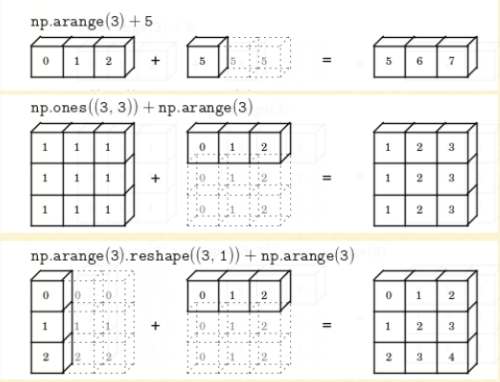 np.arange(3) + 5
0 1 2 + 5 5 5 = 5 6 7
np.ones((3, 3)) + np.arange(3)
1 1 1 0 1 2 1 2 3
1 1 1 + 0 1 2 = 1 2 3
1 1 1 0 1 2 1 2 3
np.arange(3).reshape((3, 1)) + np.arange(3)
0 0 0 0 1 2 0 1 2
1 1 1 + 0 1 2 = 1 2 3
2 2 2 0 1 2 2 3 4